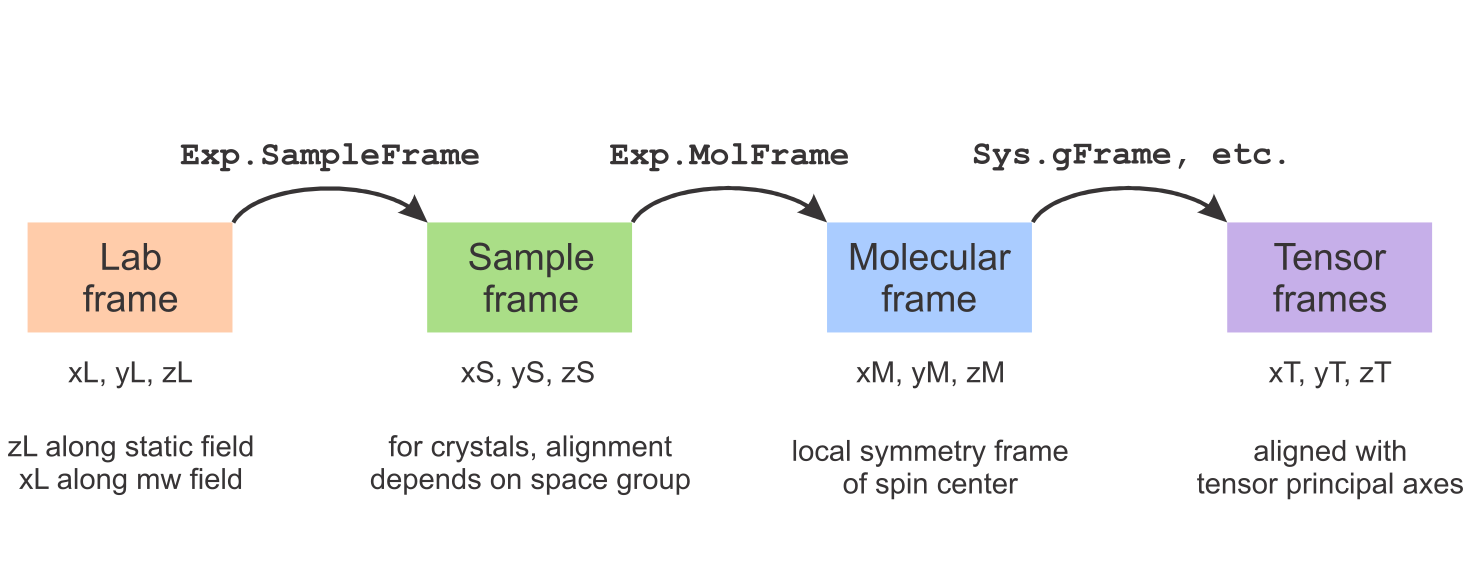 Exp.SampleFrame
Exp.MolFrame
Sys.gFrame, etc.
Lab
frame
Sample
frame
Molecular
frame
Tensor
frames
xL, yL, zL
xS, yS, zS
xM, yM, zM
xT, yT, zT
zL along static field
xL along mw field
for crystals, alignment
depends on space group
local symmetry frame
of spin center
aligned with
tensor principal axes